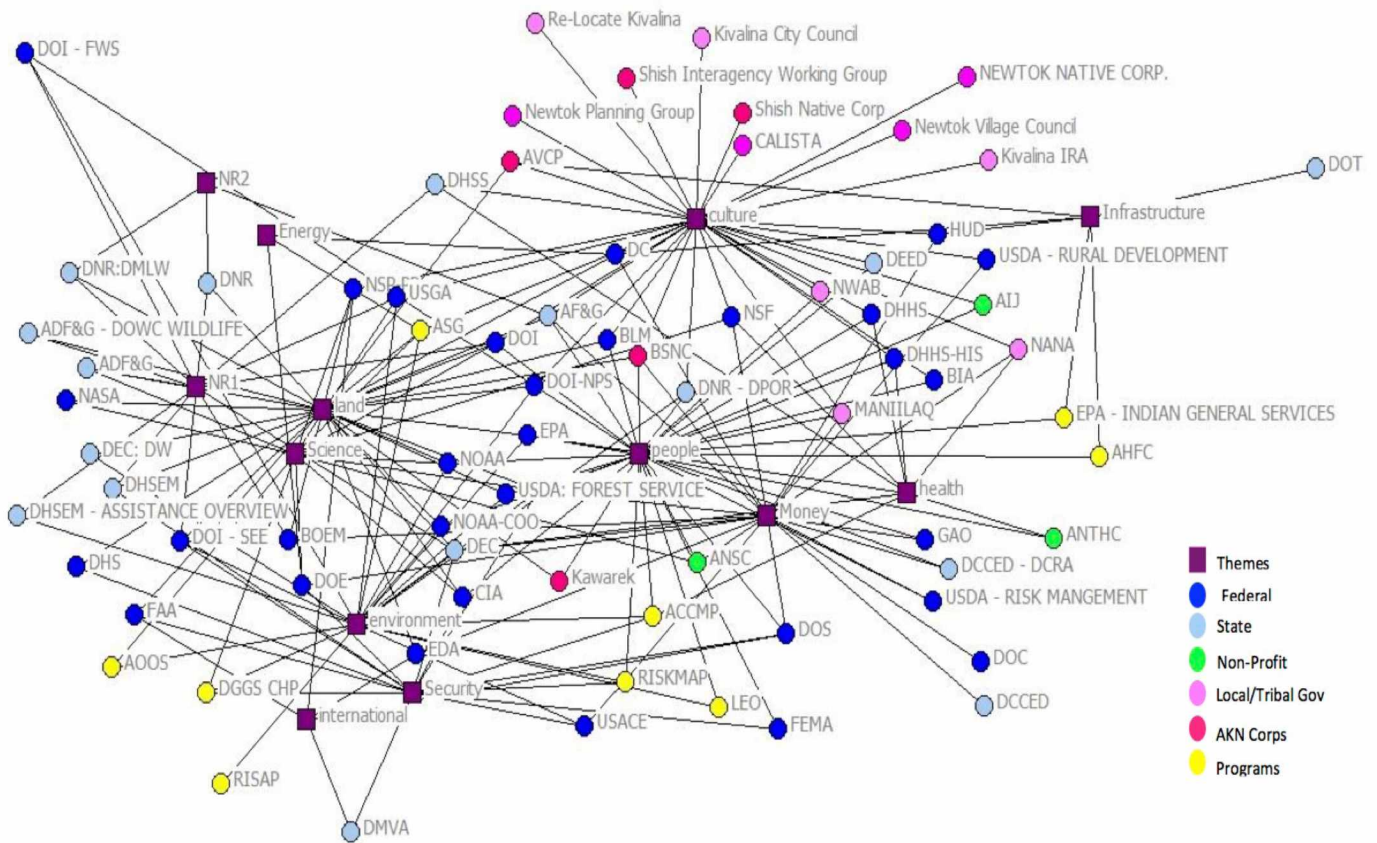 Re-Locate Kivalina
Kivalina City Council
DOI - FWS
Shish Interagency Working Group
NEWTOK NATIVE CORP.
Newtok Planning Group
Shish Native Corp
Newtok Village Council
CALISTA
AVCP
Kivalina IRA
DOT
NR2
DHSS
culture
Infrastructure
Energy
HUD
DC
USDA - RURAL DEVELOPMENT
DEED
DNR:DMLW
DNR
NWAB
USGA
AIJ
AF&G
NSF
DHHS
ADF&G - DOWC WILDLIFE
ASG
DOI
BLM
BSNC
NANA
DHHS-HIS
ADF&G
BIA
NR1
DOI-NPS
DNR - DPOR
NASA
land
MANIILAQ
EPA - INDIAN GENERAL SERVICES
EPA
DEC: DW
Science
NOAA
people
AHFC
DHSEM
USDA: FOREST SERVICE
health
DHSEM - ASSISTANCE OVERVIEW
Money
NOAA-COO
DOI - SEE
BOEM
GAO
ANTHC
DEC
DHS
ANSC
DCCED - DCRA
Themes
DOE
Kawarek
CIA
USDA - RISK MANGEMENT
Federal
FAA
environment
ACCMP
State
DOS
EDA
AOOS
DOC
Non-Profit
DGGS CHP
Security
RISKMAP
Local/Tribal Gov
LEO
DCCED
international
USACE
FEMA
AKN Corps
Programs
RISAP
DMVA